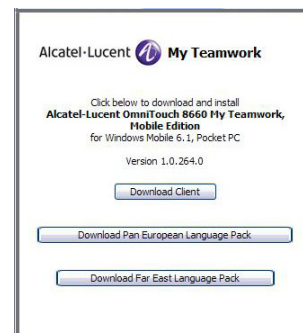 Alcatel·Lucent My Teamwork
Click below to download and install
Alcatel-Lucent OmniTouch 8660 My Teamwork,
Mobile Edition
for Windows Mobile 6.1, Pocket PC
Version 1.0.264.0
Download Client
Download Pan European Language Pack
Download Far East Language Pack